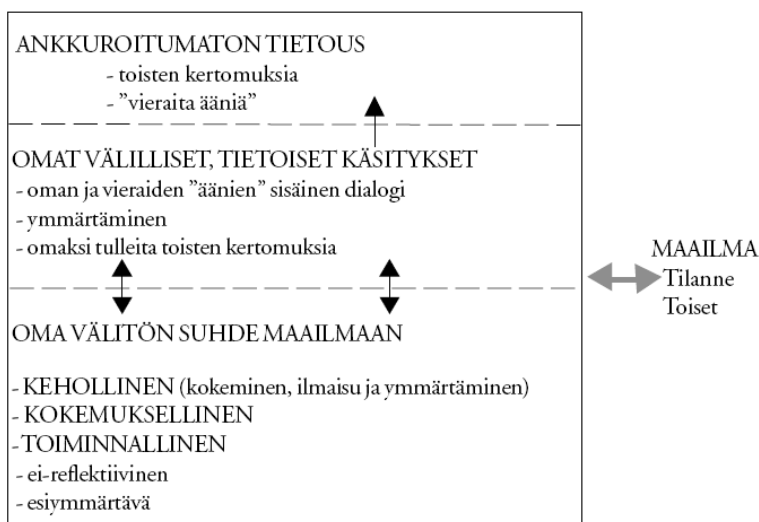 ANKKUROITUMATON TIETOUS
- toisten kertomuksia
- ”vieraita ääniä”
OMAT VÄLILLISET, TIETOISET KÄSITYKSET
- oman ja vieraiden ”äänien” sisäinen dialogi
- ymmärtäminen
- omaksi tulleita toisten kertomuksia
MAAILMA
Tilanne
Toiset
OMA VÄLITÖN SUHDE MAAILMAAN
- KEHOLLINEN (kokeminen, ilmaisu ja ymmärtäminen)
- KOKEMUKSELLINEN
- TOIMINNALLINEN
- ei-reflektiivinen
- esiymmärtävä